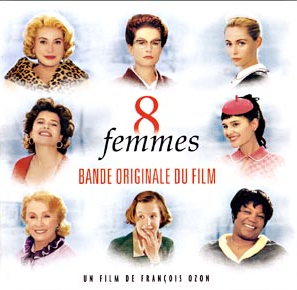 8
femmes
BANDE ORIGINALE DU FILM
UN FILM DE FRANÇOIS OZON